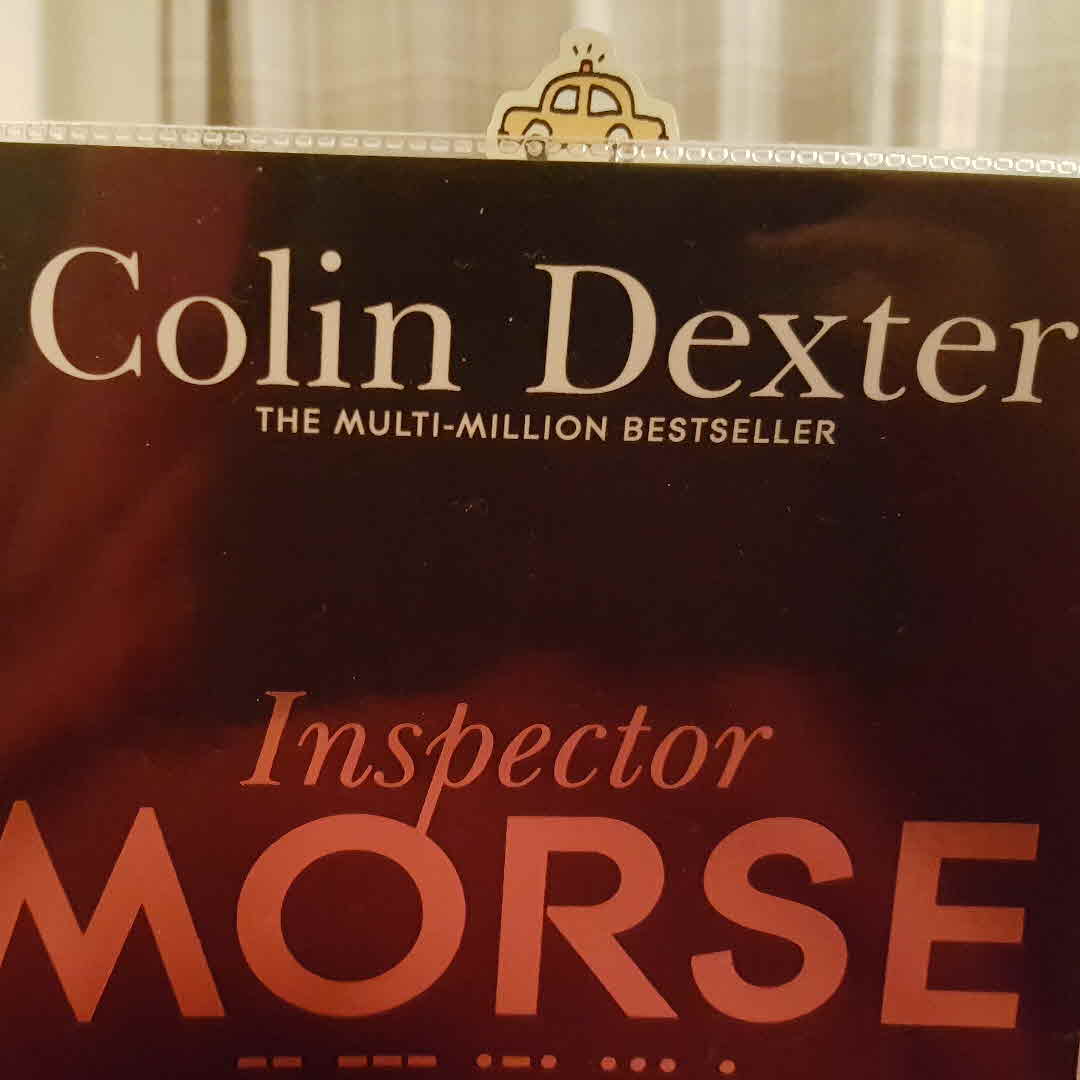 Colin Dexter
THE MULTI-MILLION BESTSELLER
Inspector
MORSE
-- --- .-. ... .